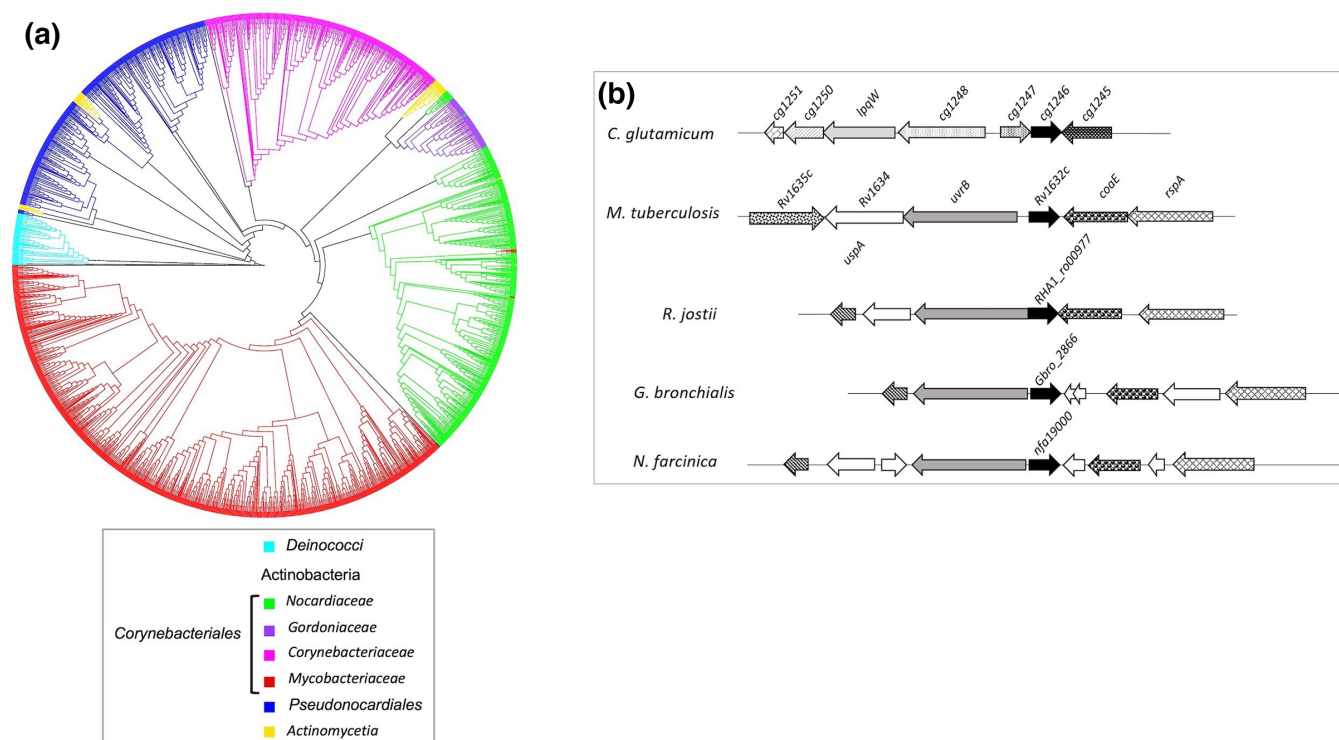 (a)
Deinococci
Actinobacteria
Nocardiaceae
Gordoniaceae
Corynebacteriales
Corynebacteriaceae
Mycobacteriaceae
Pseudonocardiales
Actinomycetia
(b)
cg1251 cg1250 lpqW cg1248 cg1247 cg1246 cg1245
C. glutamicum
Rv1635c Rv1634 uvrB Rv1632c coaE rspA
M. tuberculosis
uspA
RHA1_ro00977
R. jostii
Gbro_2866
G. bronchialis
nfa19000
N. farcinica